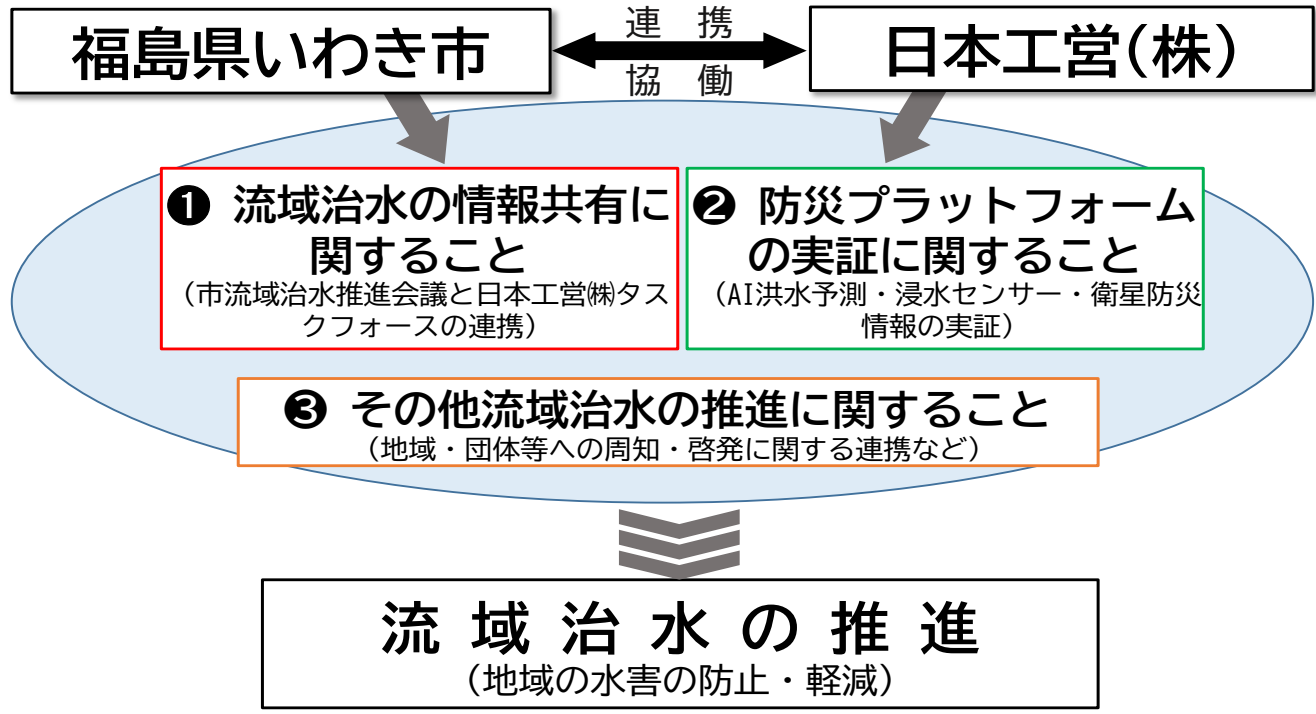 福島県いわき市
連 携
協 働
日本工営(株)
❶ 流域治水の情報共有に
関すること
(市流域治水推進会議と日本工営㈱タス
クフォースの連携)
❷ 防災プラットフォーム
の実証に関すること
(AI洪水予測・浸水センサー・衛星防災
情報の実証)
❸ その他流域治水の推進に関すること
(地域・団体等への周知・啓発に関する連携など)
流 域 治 水 の 推 進
(地域の水害の防止・軽減)